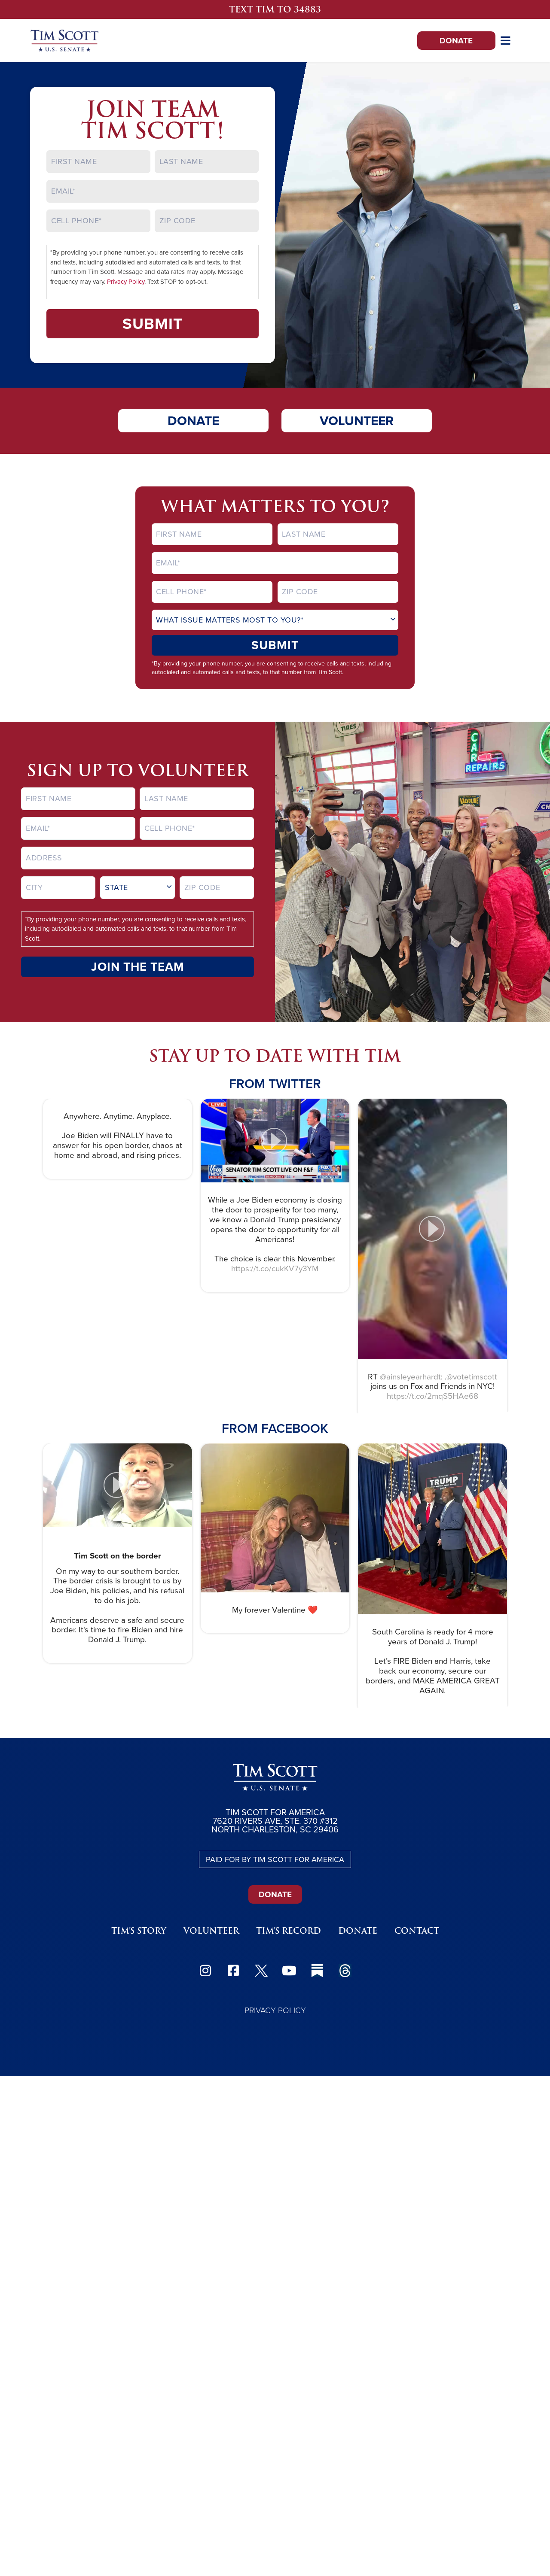 TEXT TIM TO 34883
TIM SCOTT
U.S. SENATE
DONATE
JOIN TEAM
TIM SCOTT!
FIRST NAME
LAST NAME
EMAIL*
CELL PHONE*
ZIP CODE
*By providing your phone number, you are consenting to receive calls
and texts, including autodialed and automated calls and texts, to that
number from Tim Scott. Message and data rates may apply. Message
frequency may vary. Privacy Policy. Text STOP to opt-out.
SUBMIT
DONATE
VOLUNTEER
WHAT MATTERS TO YOU?
FIRST NAME
LAST NAME
EMAIL*
CELL PHONE*
ZIP CODE
WHAT ISSUE MATTERS MOST TO YOU?*
SUBMIT
*By providing your phone number, you are consenting to receive calls and texts, including
autodialed and automated calls and texts, to that number from Tim Scott.
TIRES
CAR
REPAIRS
VALVOLINE
SIGN UP TO VOLUNTEER
FIRST NAME
LAST NAME
EMAIL*
CELL PHONE*
ADDRESS
CITY
STATE
ZIP CODE
*By providing your phone number, you are consenting to receive calls and texts,
including autodialed and automated calls and texts, to that number from Tim
Scott.
JOIN THE TEAM
STAY UP TO DATE WITH TIM
FROM TWITTER
Anywhere. Anytime. Anyplace.
Joe Biden will FINALLY have to
answer for his open border, chaos at
home and abroad, and rising prices.
LIVE
SENATOR TIM SCOTT LIVE ON F&F
While a Joe Biden economy is closing
the door to prosperity for too many,
we know a Donald Trump presidency
opens the door to opportunity for all
Americans!
The choice is clear this November.
https://t.co/cukKV7y3YM
RT @ainsleyearhardt: .@votetimscott
joins us on Fox and Friends in NYC!
https://t.co/2mqS5HAe68
FROM FACEBOOK
Tim Scott on the border
On my way to our southern border.
The border crisis is brought to us by
Joe Biden, his policies, and his refusal
to do his job.
Americans deserve a safe and secure
border. It's time to fire Biden and hire
Donald J. Trump.
My forever Valentine ❤️
TRUMP
South Carolina is ready for 4 more
years of Donald J. Trump!
Let's FIRE Biden and Harris, take
back our economy, secure our
borders, and MAKE AMERICA GREAT
AGAIN.
TIM SCOTT
U.S. SENATE
TIM SCOTT FOR AMERICA
7620 RIVERS AVE, STE. 370 #312
NORTH CHARLESTON, SC 29406
PAID FOR BY TIM SCOTT FOR AMERICA
DONATE
TIM'S STORY
VOLUNTEER
TIM'S RECORD
DONATE
CONTACT
PRIVACY POLICY